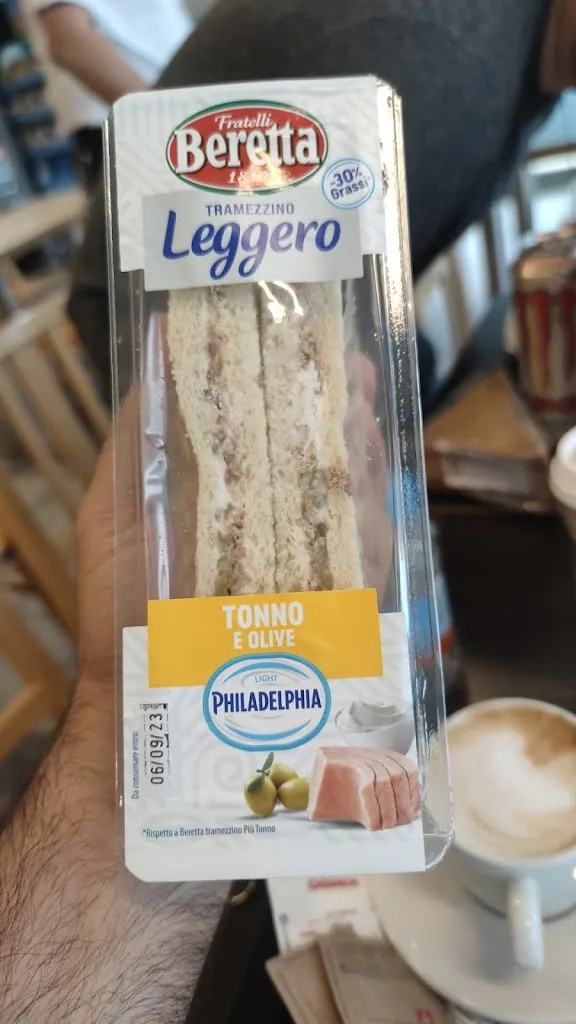 Fratelli
Beretta
-30%
Grassi*
TRAMEZZINO
Leggero
TONNO
E OLIVE
LIGHT
PHILADELPHIA
Da consumare entro:
06/09/23
*Rispetto a Beretta tramezzino Più Tonno